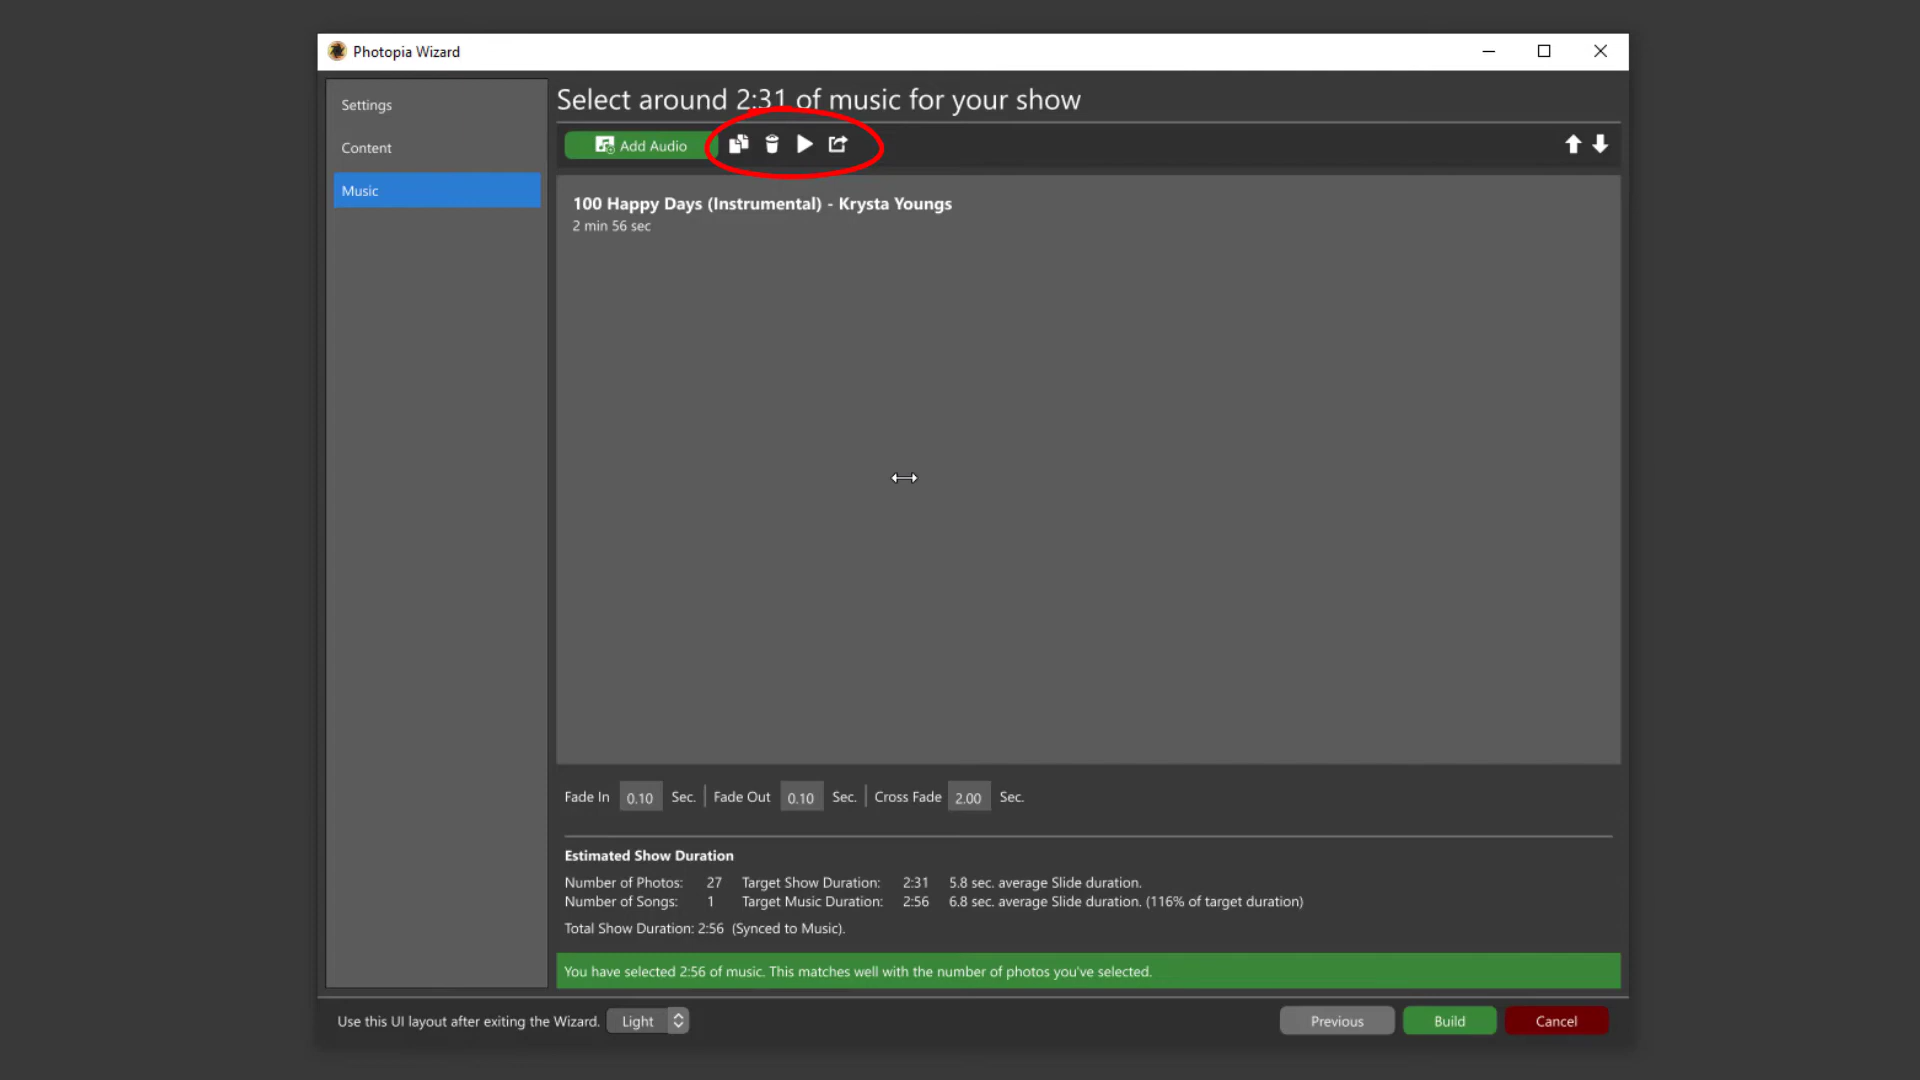 Photopia Wizard
Settings
Content
Music
Select around 2:31 of music for your show
Add Audio
100 Happy Days (Instrumental) - Krysta Youngs
2 min 56 sec
Fade In 0.10 Sec. Fade Out 0.10 Sec. Cross Fade 2.00 Sec.
Estimated Show Duration
Number of Photos: 27 Target Show Duration: 2:31 5.8 sec. average Slide duration.
Number of Songs: 1 Target Music Duration: 2:56 6.8 sec. average Slide duration. (116% of target duration)
Total Show Duration: 2:56 (Synced to Music).
You have selected 2:56 of music. This matches well with the number of photos you've selected.
Use this UI layout after exiting the Wizard. Light Previous Build Cancel